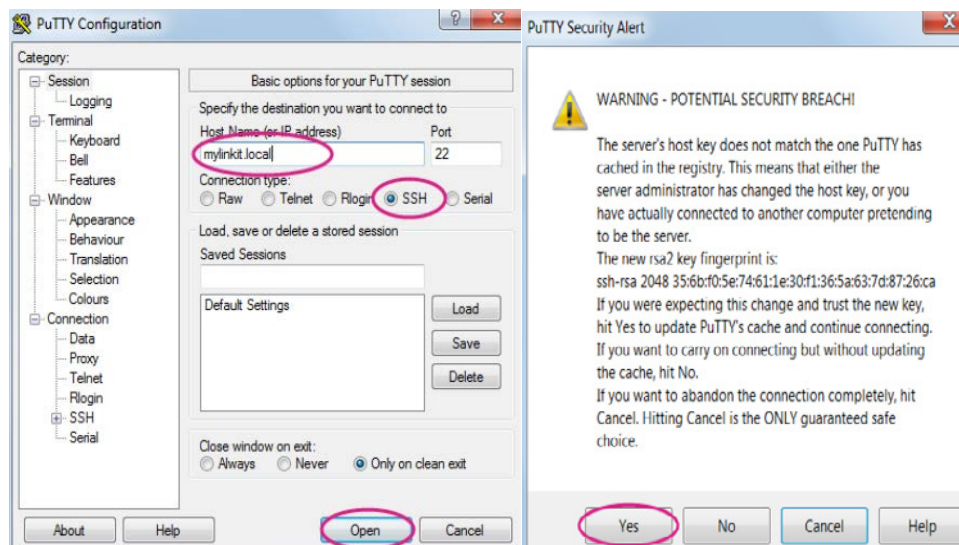 PuTTY Configuration
Category:
Session
Logging
Terminal
Keyboard
Bell
Features
Window
Appearance
Behaviour
Translation
Selection
Colours
Connection
Data
Proxy
Telnet
Rlogin
SSH
Serial
Basic options for your PuTTY session
Specify the destination you want to connect to
Host Name (or IP address) Port
mylinkit.local 22
Connection type:
Raw Telnet Rlogin SSH Serial
Load, save or delete a stored session
Saved Sessions
Default Settings
Load
Save
Delete
Close window on exit:
Always Never Only on clean exit
About Help Open Cancel
PuTTY Security Alert
WARNING - POTENTIAL SECURITY BREACH!
The server's host key does not match the one PuTTY has
cached in the registry. This means that either the
server administrator has changed the host key, or you
have actually connected to another computer pretending
to be the server.
The new rsa2 key fingerprint is:
ssh-rsa 2048 35:6b:f0:5e:74:61:1e:30:f1:36:5a:63:7d:87:26:ca
If you were expecting this change and trust the new key,
hit Yes to update PuTTY's cache and continue connecting.
If you want to carry on connecting but without updating
the cache, hit No.
If you want to abandon the connection completely, hit
Cancel. Hitting Cancel is the ONLY guaranteed safe
choice.
Yes No Cancel Help